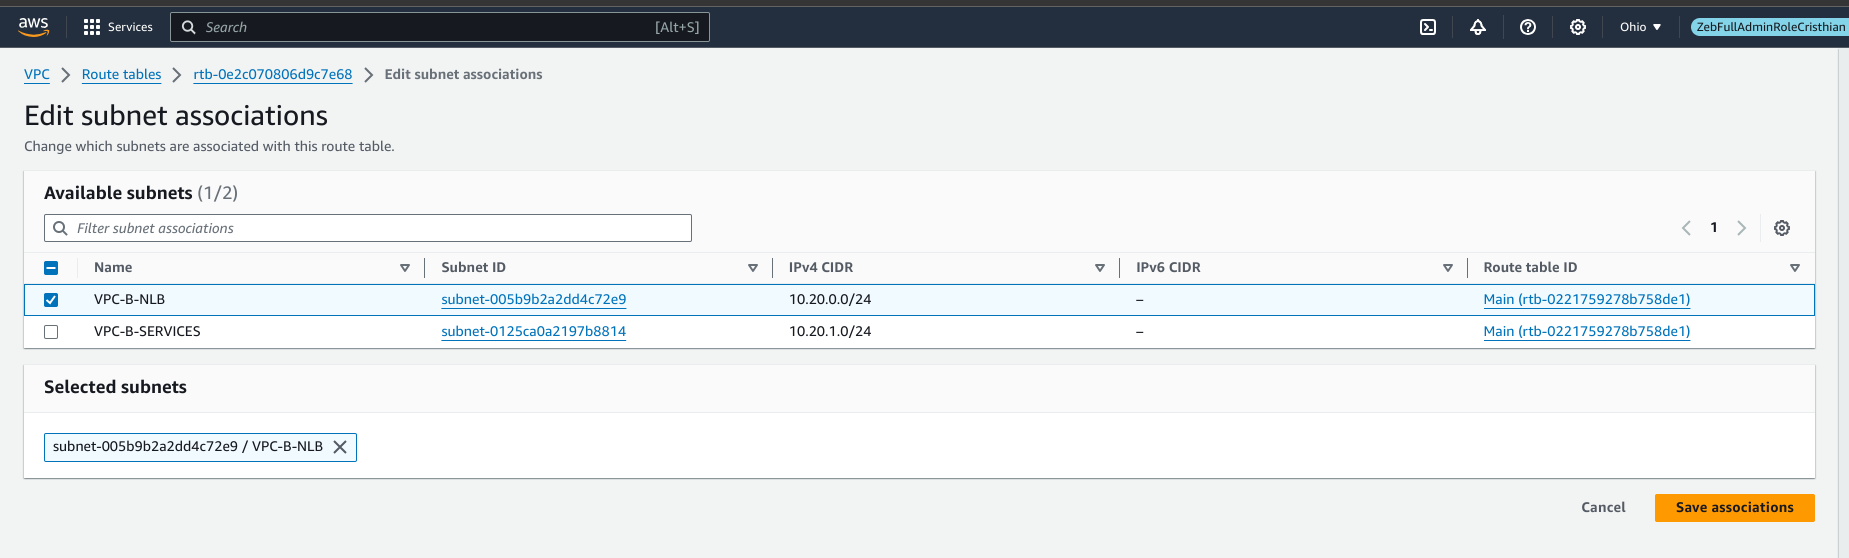 aws Services Search [Alt+S] Ohio ZebFullAdminRoleCristhian
VPC Route tables rtb-0e2c070806d9c7e68 Edit subnet associations
Edit subnet associations
Change which subnets are associated with this route table.
Available subnets (1/2)
Filter subnet associations
1
Name Subnet ID IPv4 CIDR IPv6 CIDR Route table ID
VPC-B-NLB subnet-005b9b2a2dd4c72e9 10.20.0.0/24 – Main (rtb-0221759278b758de1)
VPC-B-SERVICES subnet-0125ca0a2197b8814 10.20.1.0/24 – Main (rtb-0221759278b758de1)
Selected subnets
subnet-005b9b2a2dd4c72e9 / VPC-B-NLB
Cancel Save associations